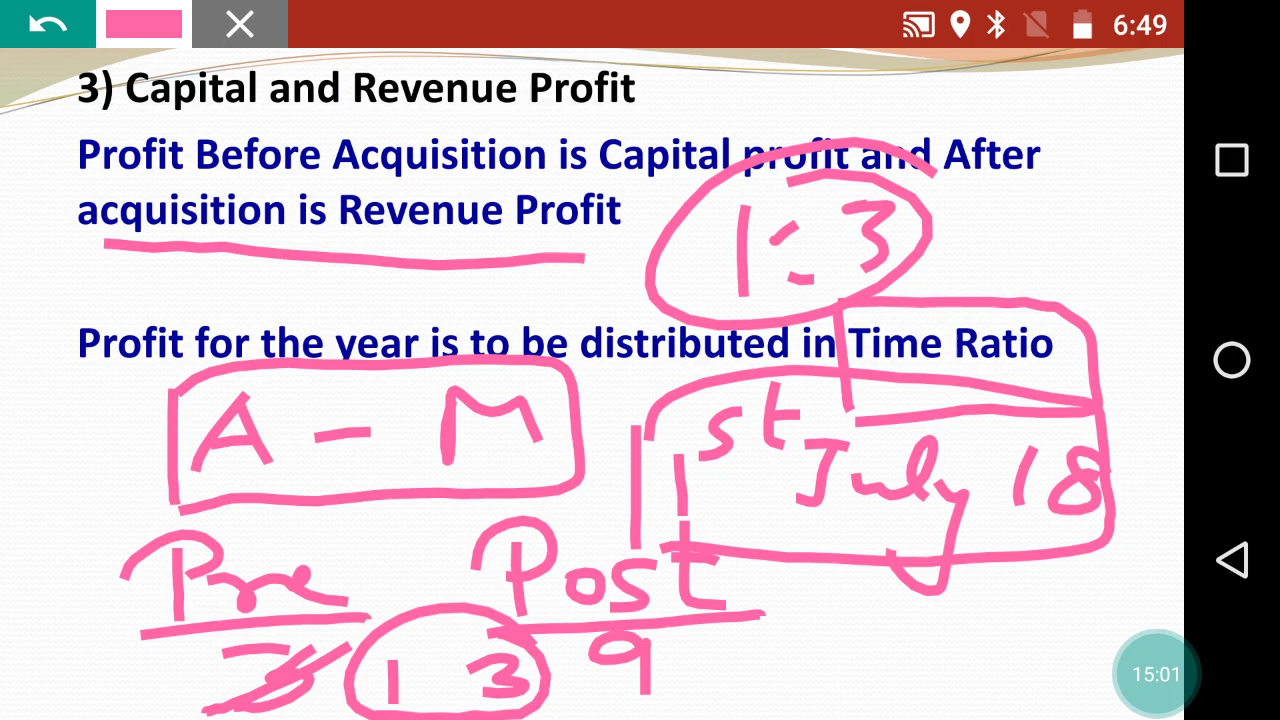 6:49
3) Capital and Revenue Profit
Profit Before Acquisition is Capital profit and After
acquisition is Revenue Profit
1:3
Profit for the year is to be distributed in Time Ratio
A - M
1st July 18
Pre Post
1 3 9
15:01